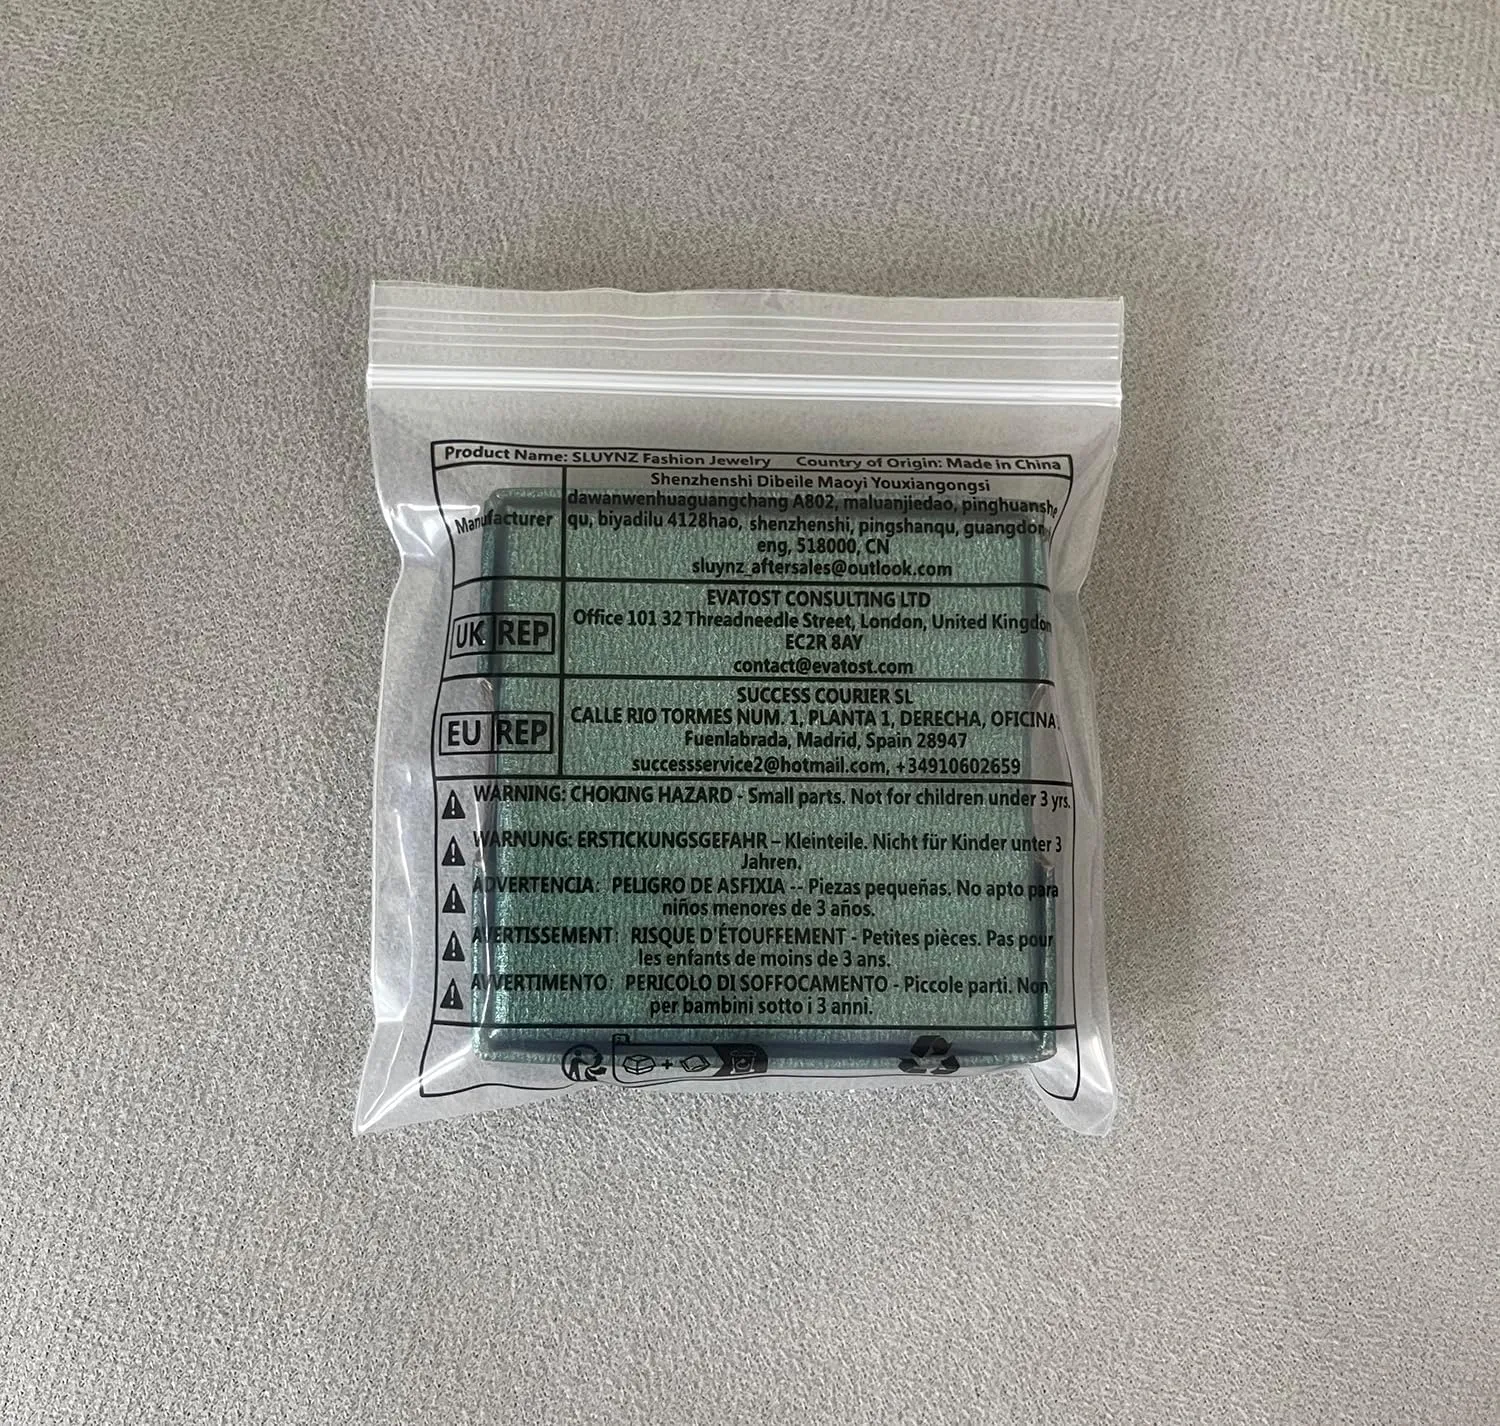 Product Name: SLUYNZ Fashion Jewelry Country of Origin: Made in China
Manufacturer
Shenzhenshi Dibeile Maoyi Youxiangongsi
dawanwenhuaguangchang A802, maluanjiedao, pinghuanshe
qu, biyadilu 4128hao, shenzhenshi, pingshanqu,
eng, 518000, CN
sluynz_aftersales@outlook.com
UK REP
EVATOST CONSULTING LTD
Office 101 32 Threadneedle Street, London, United Kingdom
EC2R 8AY
contact@evatost.com
EU REP
SUCCESS COURIER SL
CALLE RIO TORMES NUM. 1, PLANTA 1, DERECHA, OFICINA
Fuenlabrada, Madrid, Spain 28947
successservice2@hotmail.com, +34910602659
WARNING: CHOKING HAZARD - Small parts. Not for children under 3 yrs.
WARNUNG: ERSTICKUNGSGEFAHR – Kleinteile. Nicht für Kinder unter 3
Jahren.
ADVERTENCIA: PELIGRO DE ASFIXIA -- Piezas pequeñas. No apto para
niños menores de 3 años.
AVERTISSEMENT: RISQUE D'ÉTOUFFEMENT - Petites pièces. Pas pour
les enfants de moins de 3 ans.
AVVERTIMENTO: PERICOLO DI SOFFOCAMENTO - Piccole parti. Non
per bambini sotto i 3 anni.